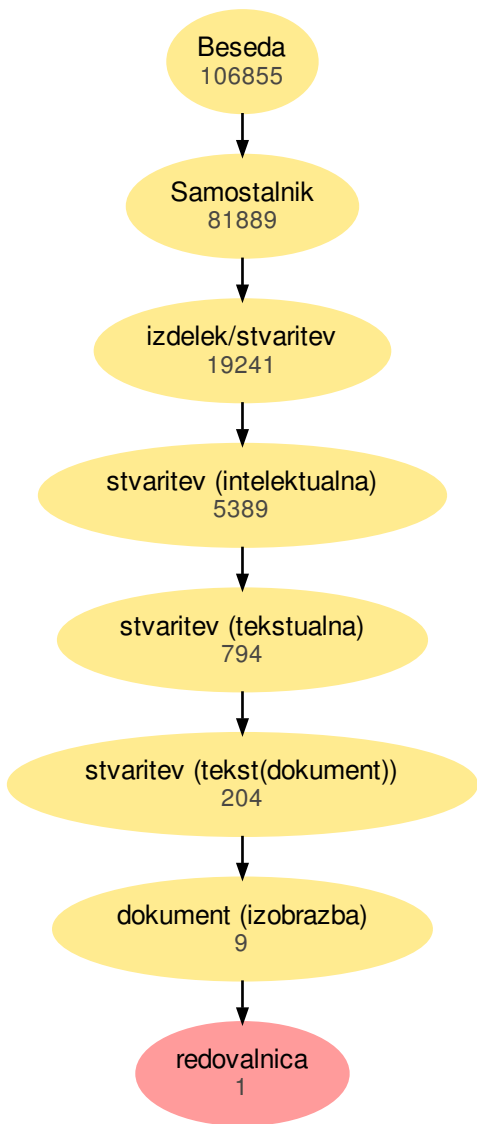 Beseda
106855
Samostalnik
81889
izdelek/stvaritev
19241
stvaritev (intelektualna)
5389
stvaritev (tekstualna)
794
stvaritev (tekst(dokument))
204
dokument (izobrazba)
9
redovalnica
1